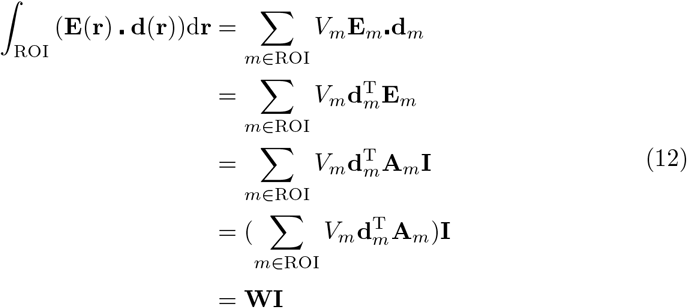 ∫_ROI (E(r) . d(r))dr = ∑_{m∈ROI} V_m E_m . d_m
= ∑_{m∈ROI} V_m d_m^T E_m
= ∑_{m∈ROI} V_m d_m^T A_m I (12)
= (∑_{m∈ROI} V_m d_m^T A_m)I
= WI